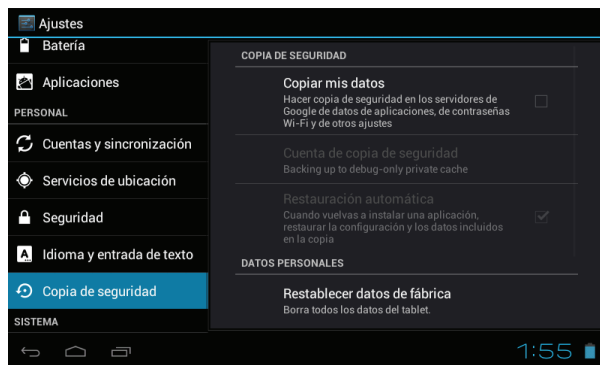 Ajustes
Batería
Aplicaciones
PERSONAL
Cuentas y sincronización
Servicios de ubicación
Seguridad
Idioma y entrada de texto
Copia de seguridad
SISTEMA
COPIA DE SEGURIDAD
Copiar mis datos
Hacer copia de seguridad en los servidores de
Google de datos de aplicaciones, de contraseñas
Wi-Fi y de otros ajustes
Cuenta de copia de seguridad
Backing up to debug-only private cache
Restauración automática
Cuando vuelvas a instalar una aplicación,
restaurar la configuración y los datos incluidos
en la copia
DATOS PERSONALES
Restablecer datos de fábrica
Borra todos los datos del tablet.
1:55